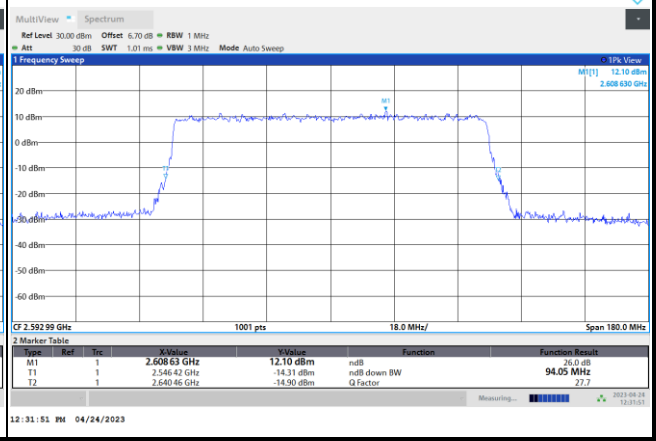 MultiView Spectrum
Ref Level 30.00 dBm Offset 6.70 dB RBW 1 MHz
Att 30 dB SWT 1.01 ms VBW 3 MHz Mode Auto Sweep
1 Frequency Sweep 1Pk View
M1[1] 12.10 dBm
2.608 630 GHz
20 dBm
M1
10 dBm
0 dBm
-10 dBm
-20 dBm
-30 dBm
-40 dBm
-50 dBm
-60 dBm
CF 2.592 99 GHz 1001 pts 18.0 MHz/ Span 180.0 MHz
2 Marker Table
Type Ref Trc X-Value Y-Value Function Function Result
M1 1 2.608 63 GHz 12.10 dBm ndB 26.0 dB
T1 1 2.546 42 GHz -14.31 dBm ndB down BW 94.05 MHz
T2 1 2.640 46 GHz -14.90 dBm Q Factor 27.7
Measuring... 2023-04-24
12:31:51
12:31:51 PM 04/24/2023